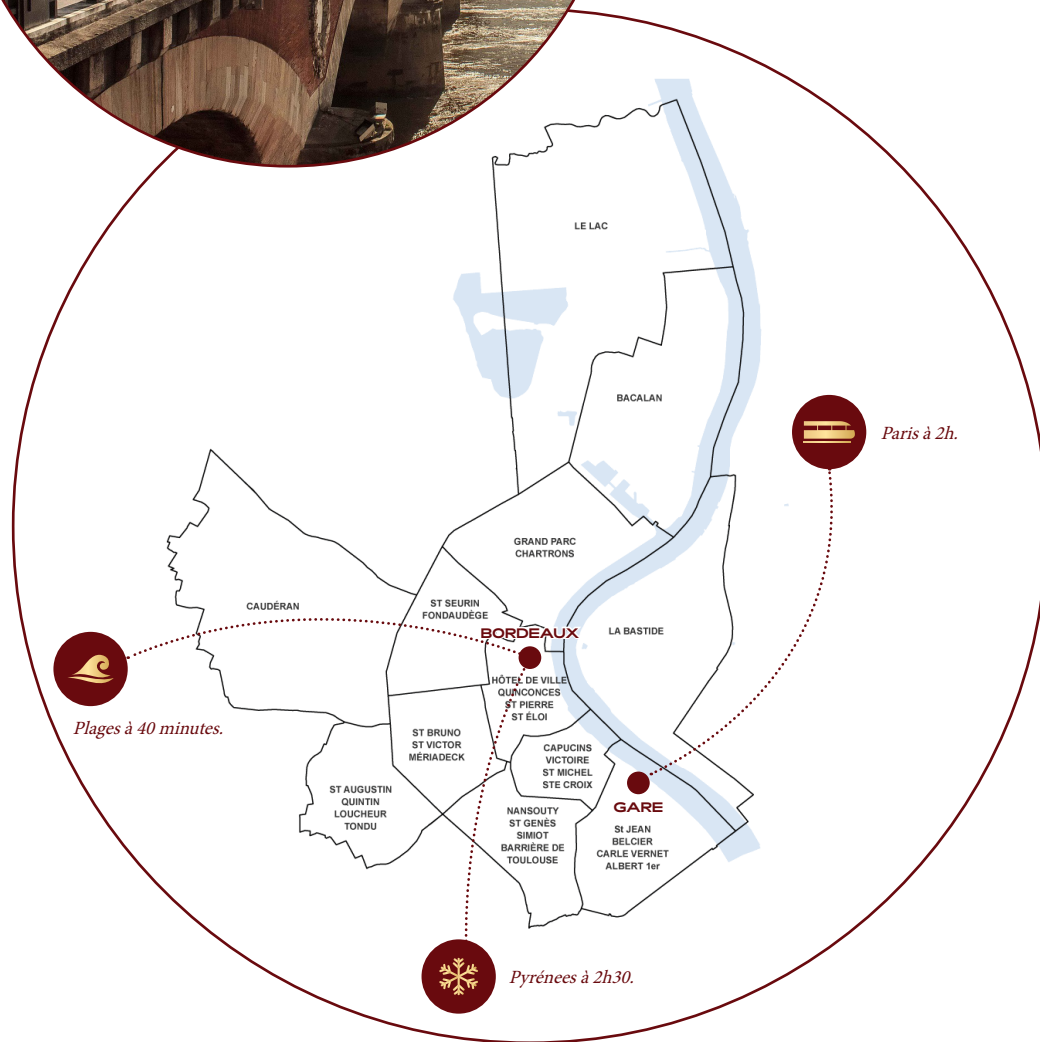 LE LAC
BACALAN
Paris à 2h.
GRAND PARC
CHARTRONS
CAUDÉRAN
ST SEURIN
FONDAUDÈGE
BORDEAUX
LA BASTIDE
HÔTEL DE VILLE
QUINCONCES
ST PIERRE
ST ÉLOI
Plages à 40 minutes.
ST BRUNO
ST VICTOR
MÉRIADECK
CAPUCINS
VICTOIRE
ST MICHEL
STE CROIX
ST AUGUSTIN
QUINTIN
LOUCHEUR
TONDU
GARE
NANSOUTY
ST GENÈS
SIMIOT
BARRIÈRE DE
TOULOUSE
St JEAN
BELCIER
CARLE VERNET
ALBERT 1er
Pyrénees à 2h30.